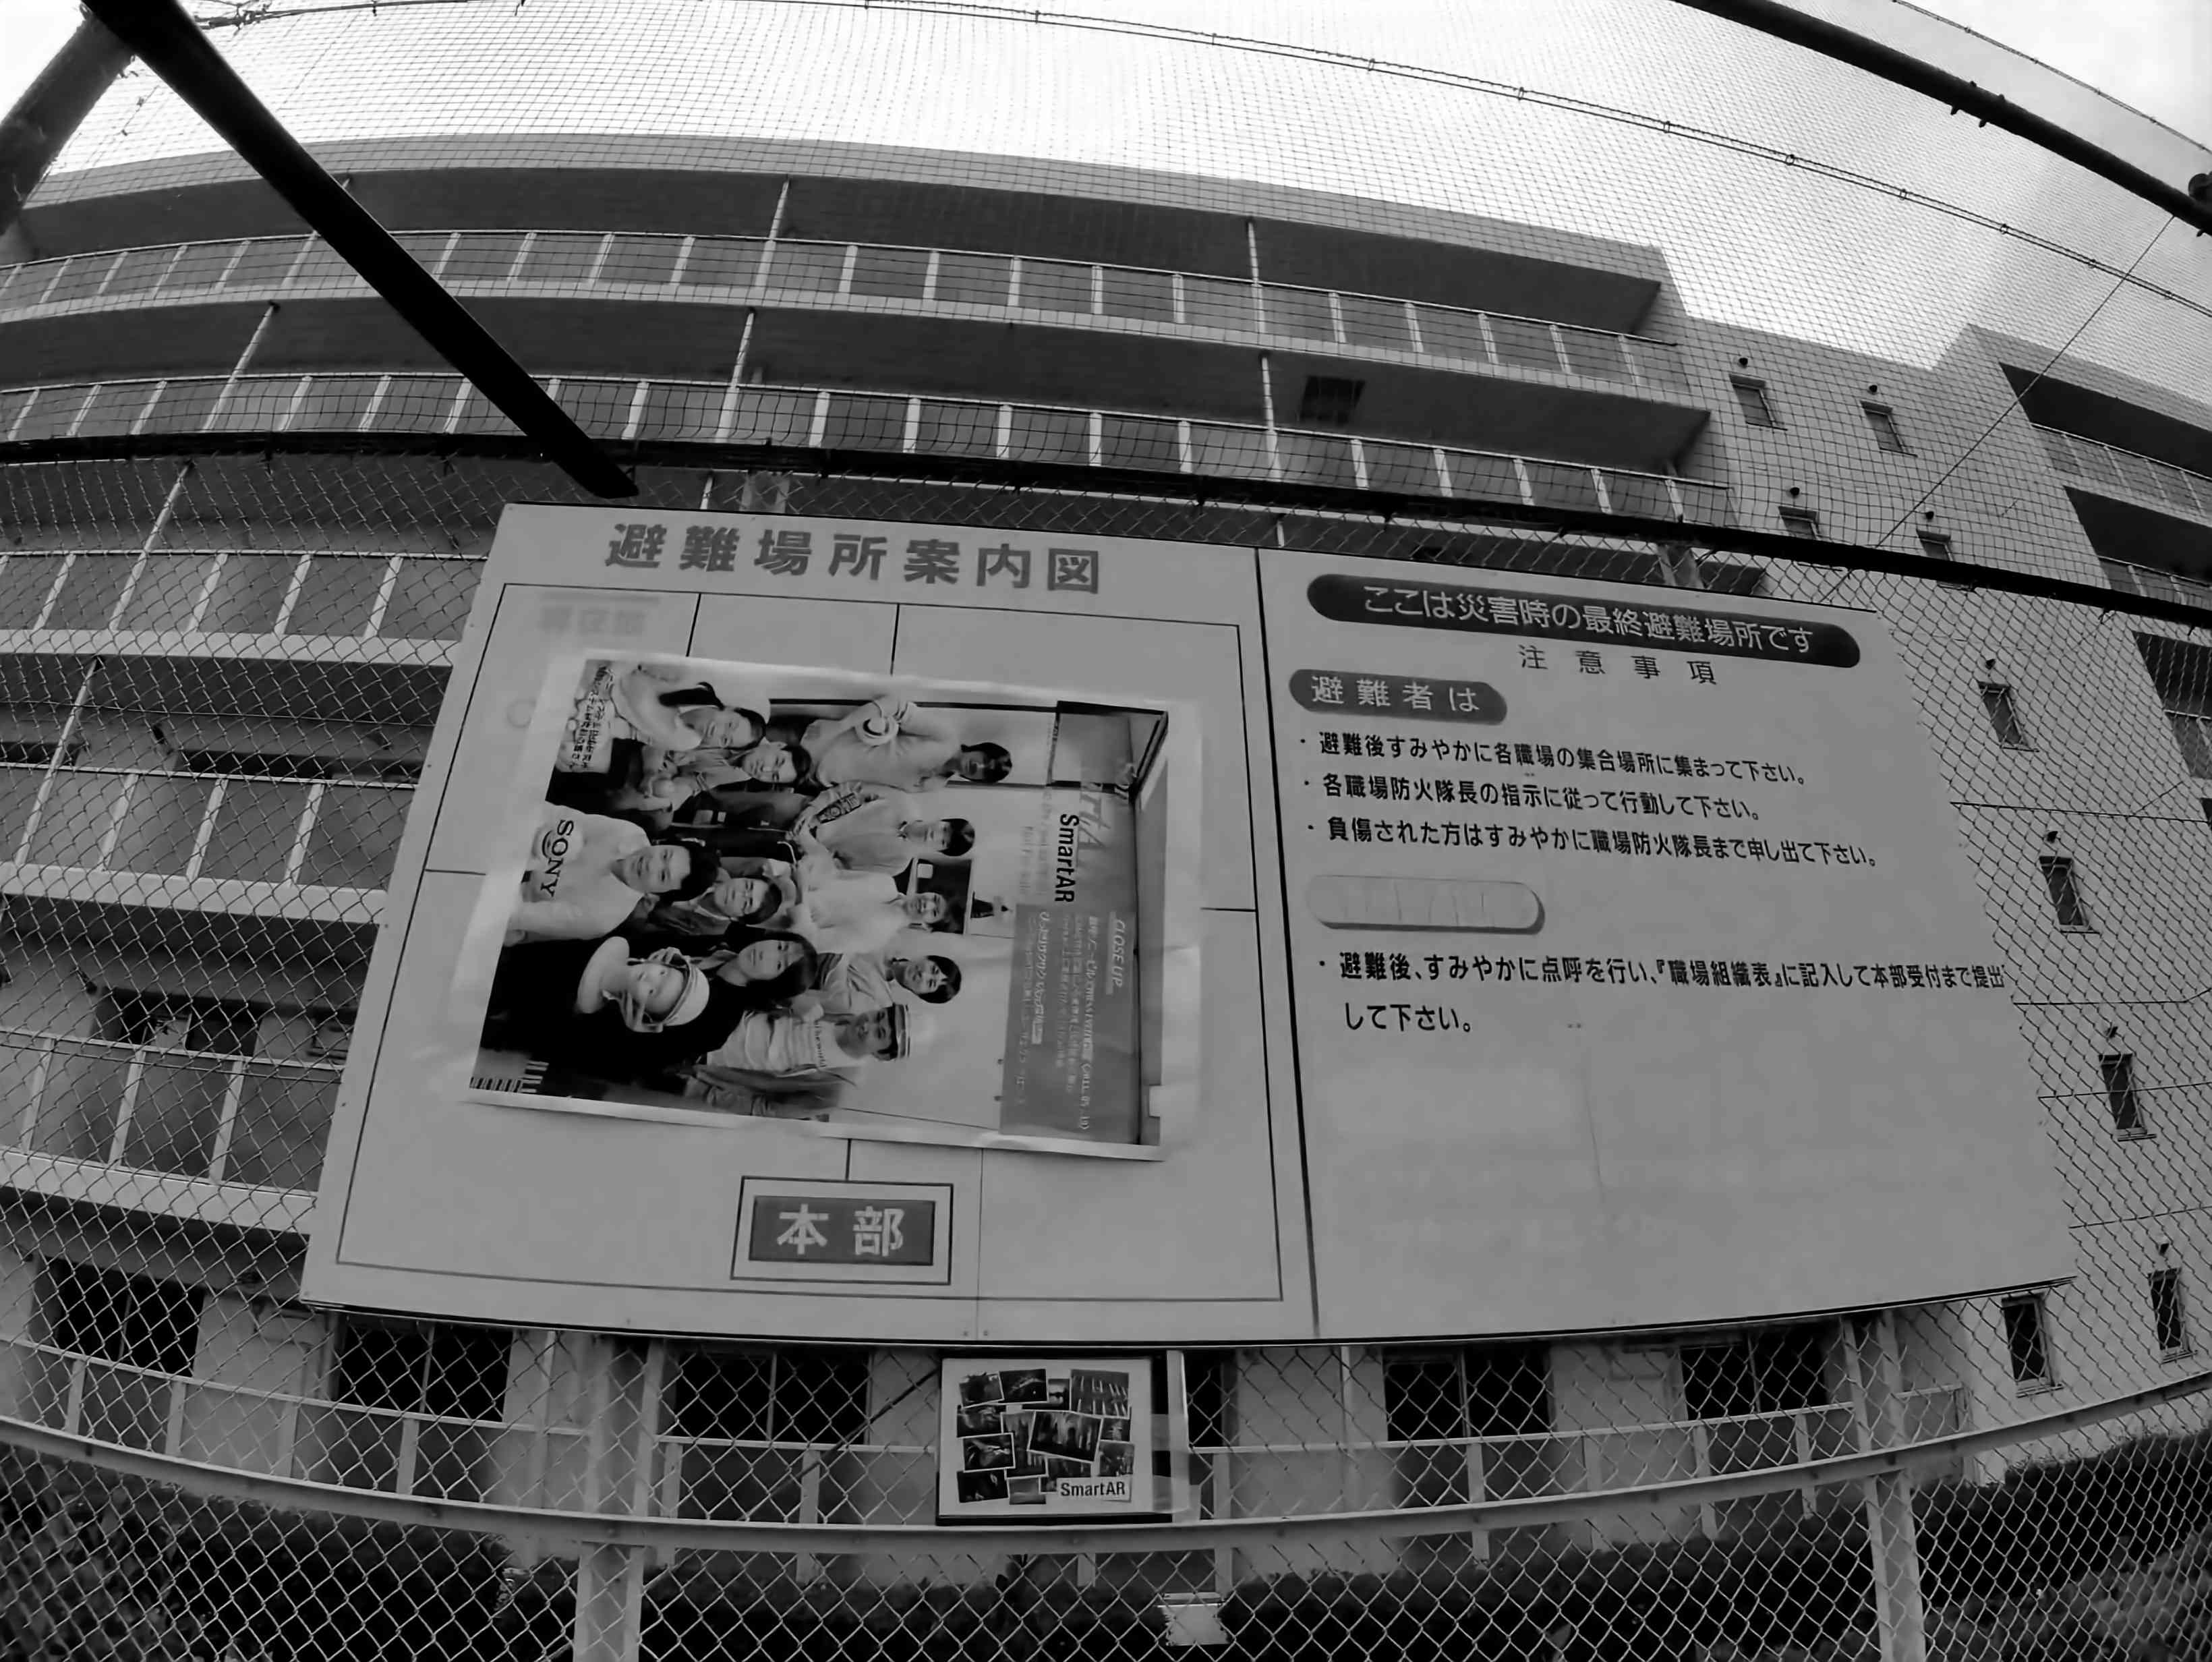 避難場所案内図
ここは災害時の最終避難場所です
注意事項
避難者は
・避難後すみやかに各職場の集合場所に集まって下さい。
・各職場防火隊長の指示に従って行動して下さい。
・負傷された方はすみやかに職場防火隊長まで申し出て下さい。
・避難後、すみやかに点呼を行い、『職場組織表』に記入して本部受付まで提出
して下さい。
SONY
SmartAR
CLOSE UP
本部
SmartAR